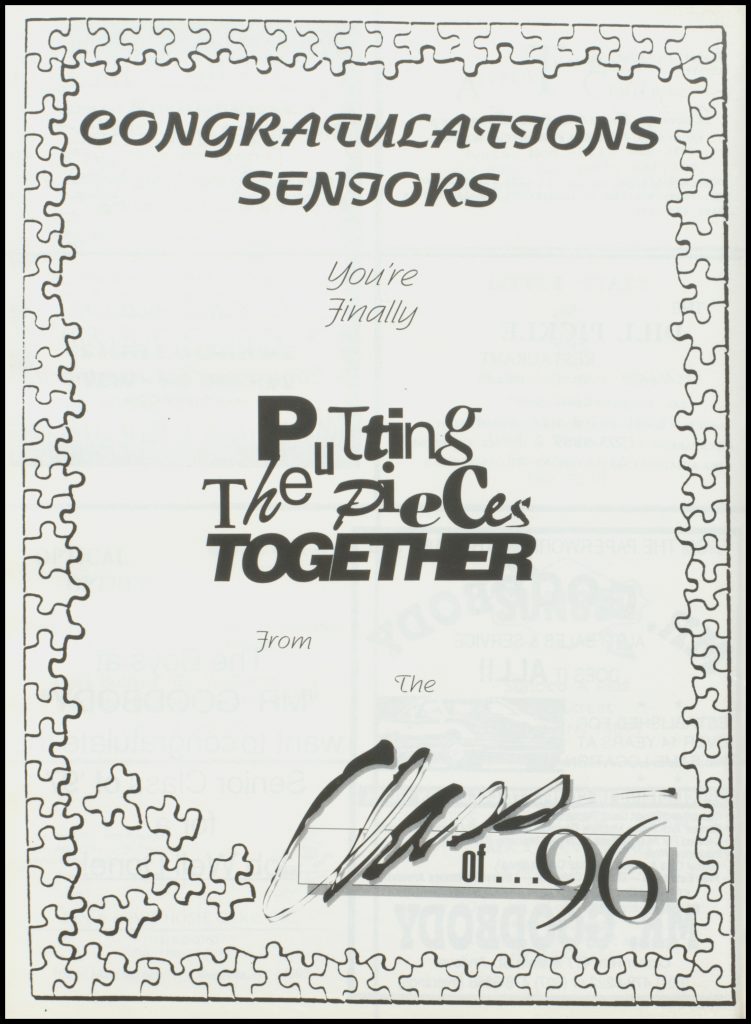 CONGRATULATIONS
SENIORS
You're
Finally
Putting
The pieces
TOGETHER
From
The
Class
of...96